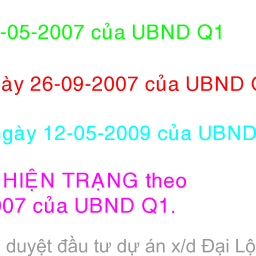 -05-2007 của UBND Q1
ày 26-09-2007 của UBND
ngày 12-05-2009 của UBND
HIỆN TRẠNG theo
007 của UBND Q1.
duyệt đầu tư dự án x/d Đại Lộ